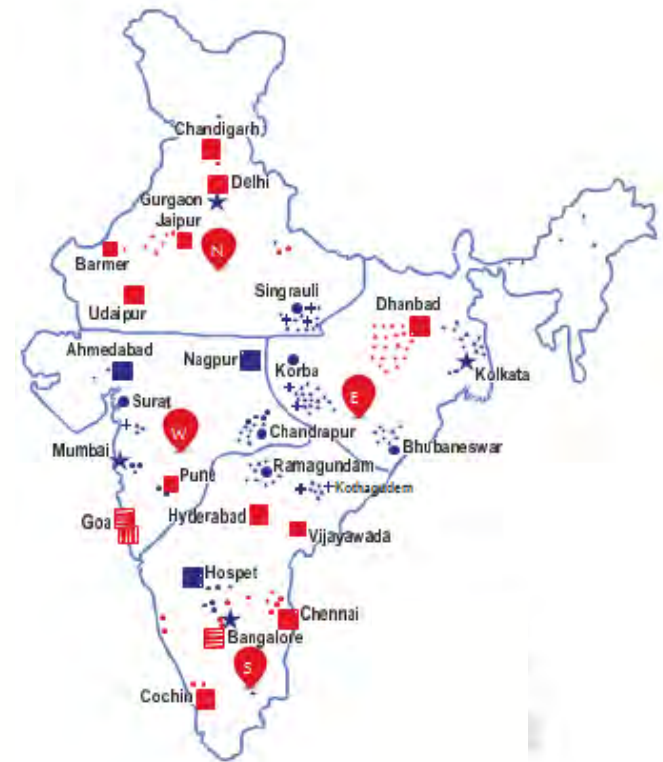 Chandigarh
Delhi
Gurgaon
Jaipur
N
Barmer
Udaipur
Singrauli
Dhanbad
Ahmedabad
Nagpur
Korba
Kolkata
Surat
E
W
Chandrapur
Mumbai
Bhubaneswar
Ramagundam
Pune
Kothagudem
Goa
Hyderabad
Vijayawada
Hospet
Chennai
Bangalore
S
Cochin